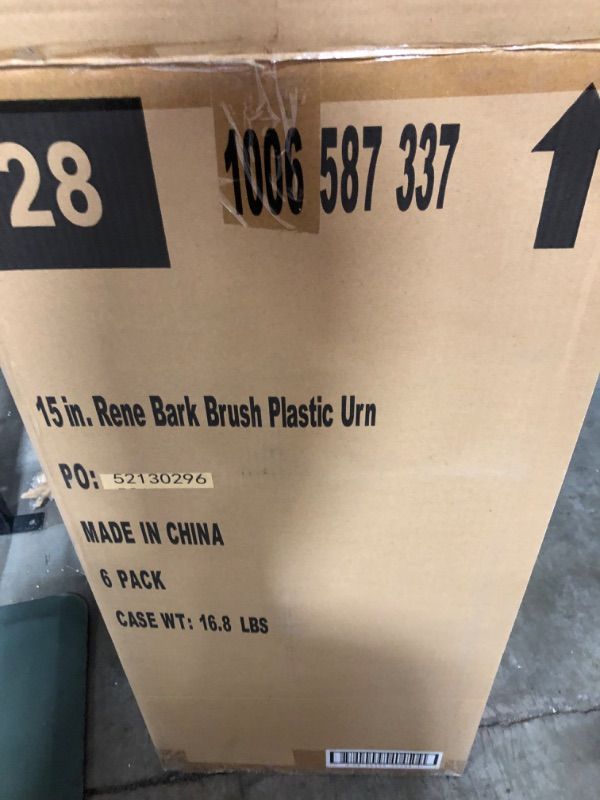 28
1006 587 337
15 in. Rene Bark Brush Plastic Urn
PO: 52130296
MADE IN CHINA
6 PACK
CASE WT: 16.8 LBS